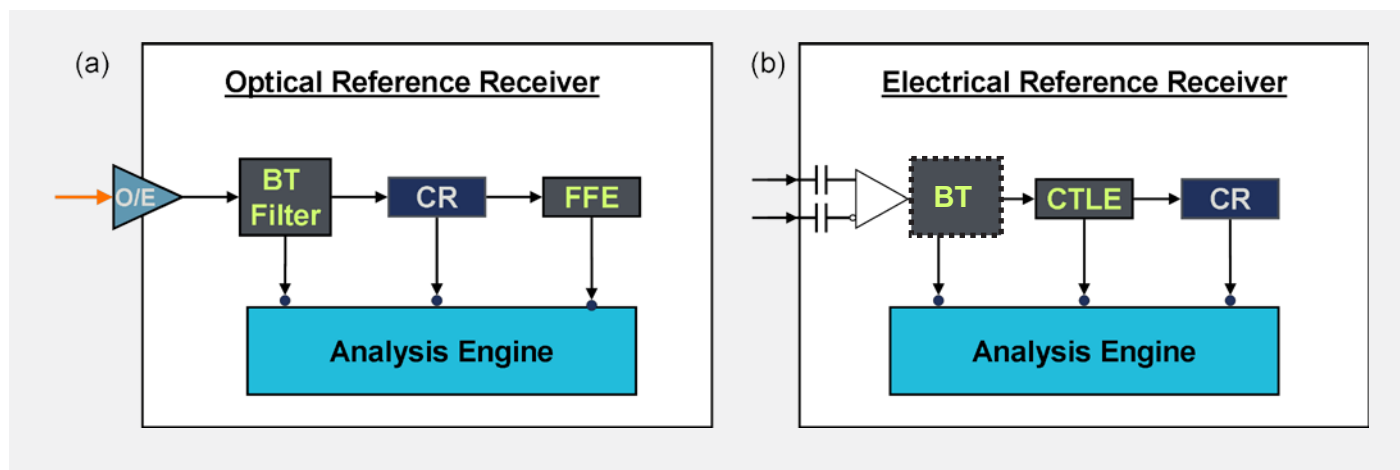 (a)
Optical Reference Receiver
O/E
BT
Filter
CR
FFE
Analysis Engine
(b)
Electrical Reference Receiver
BT
CTLE
CR
Analysis Engine